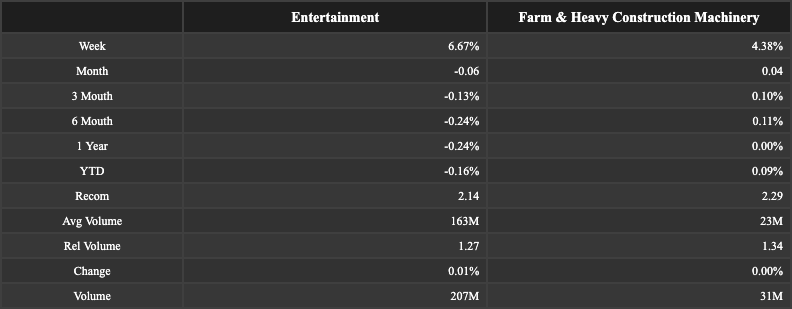 Entertainment Farm & Heavy Construction Machinery
Week 6.67% 4.38%
Month -0.06 0.04
3 Mouth -0.13% 0.10%
6 Mouth -0.24% 0.11%
1 Year -0.24% 0.00%
YTD -0.16% 0.09%
Recom 2.14 2.29
Avg Volume 163M 23M
Rel Volume 1.27 1.34
Change 0.01% 0.00%
Volume 207M 31M